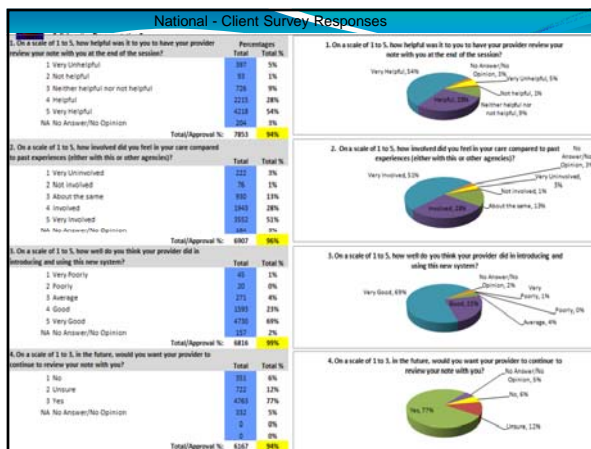 National - Client Survey Responses
1. On a scale of 1 to 5, how helpful was it to you to have your provider review your note with you at the end of the session?
Percentages
Total Total %
1 Very Unhelpful 397 5%
2 Not helpful 93 1%
3 Neither helpful nor not helpful 726 9%
4 Helpful 2215 28%
5 Very Helpful 4218 54%
NA No Answer/No Opinion 204 3%
Total/Approval %: 7853 94%
2. On a scale of 1 to 5, how involved did you feel in your care compared to past experiences (either with this or other agencies)?
Total Total %
1 Very Uninvolved 222 3%
2 Not Involved 76 1%
3 About the same 930 13%
4 Involved 1943 28%
5 Very Involved 3552 51%
NA No Answer/No Opinion
Total/Approval %: 6907 96%
3. On a scale of 1 to 5, how well do you think your provider did in introducing and using this new system?
Total Total %
1 Very Poorly 45 1%
2 Poorly 20 0%
3 Average 271 4%
4 Good 1593 23%
5 Very Good 4730 69%
NA No Answer/No Opinion 157 2%
Total/Approval %: 6816 99%
4. On a scale of 1 to 3, in the future, would you want your provider to continue to review your note with you?
Total Total %
1 No 351 6%
2 Unsure 722 12%
3 Yes 4763 77%
NA No Answer/No Opinion 332 5%
0 0%
0 0%
Total/Approval %: 6167 94%
1. On a scale of 1 to 5, how helpful was it to you to have your provider review your note with you at the end of the session?
Very Helpful, 54%
No Answer/No Opinion, 3%
Very Unhelpful, 5%
Not helpful, 1%
Helpful, 28%
Neither helpful nor not helpful, 9%
2. On a scale of 1 to 5, how involved did you feel in your care compared to past experiences (either with this or other agencies)?
No Answer/No Opinion,
Very Involved, 51%
Very Uninvolved, 3%
Not involved, 1%
Involved, 28%
About the same, 13%
3. On a scale of 1 to 5, how well do you think your provider did in introducing and using this new system?
Very Good, 69%
No Answer/No Opinion, 2%
Very Poorly, 1%
Good, 23%
Poorly, 0%
Average, 4%
4. On a scale of 1 to 3, in the future, would you want your provider to continue to review your note with you?
No Answer/No Opinion, 5%
No, 6%
Yes, 77%
Unsure, 12%